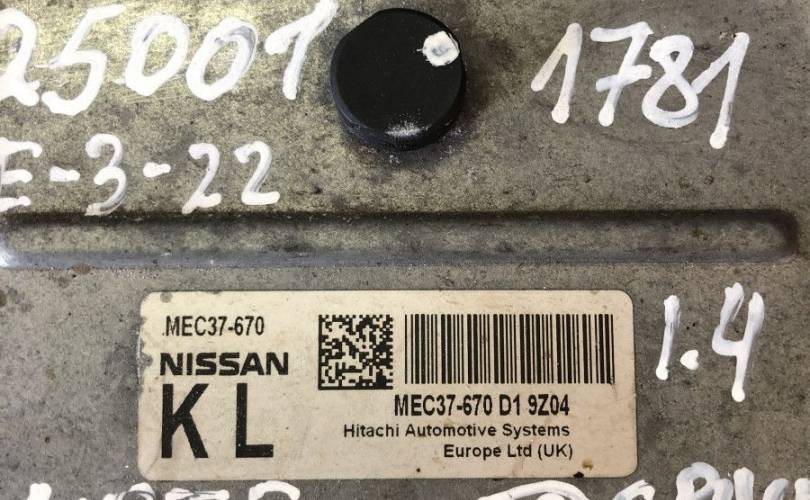 25001
1781
E-3-22
1.4
MEC37-670
NISSAN
KL
MEC37-670 D1 9Z04
Hitachi Automotive Systems
Europe Ltd (UK)